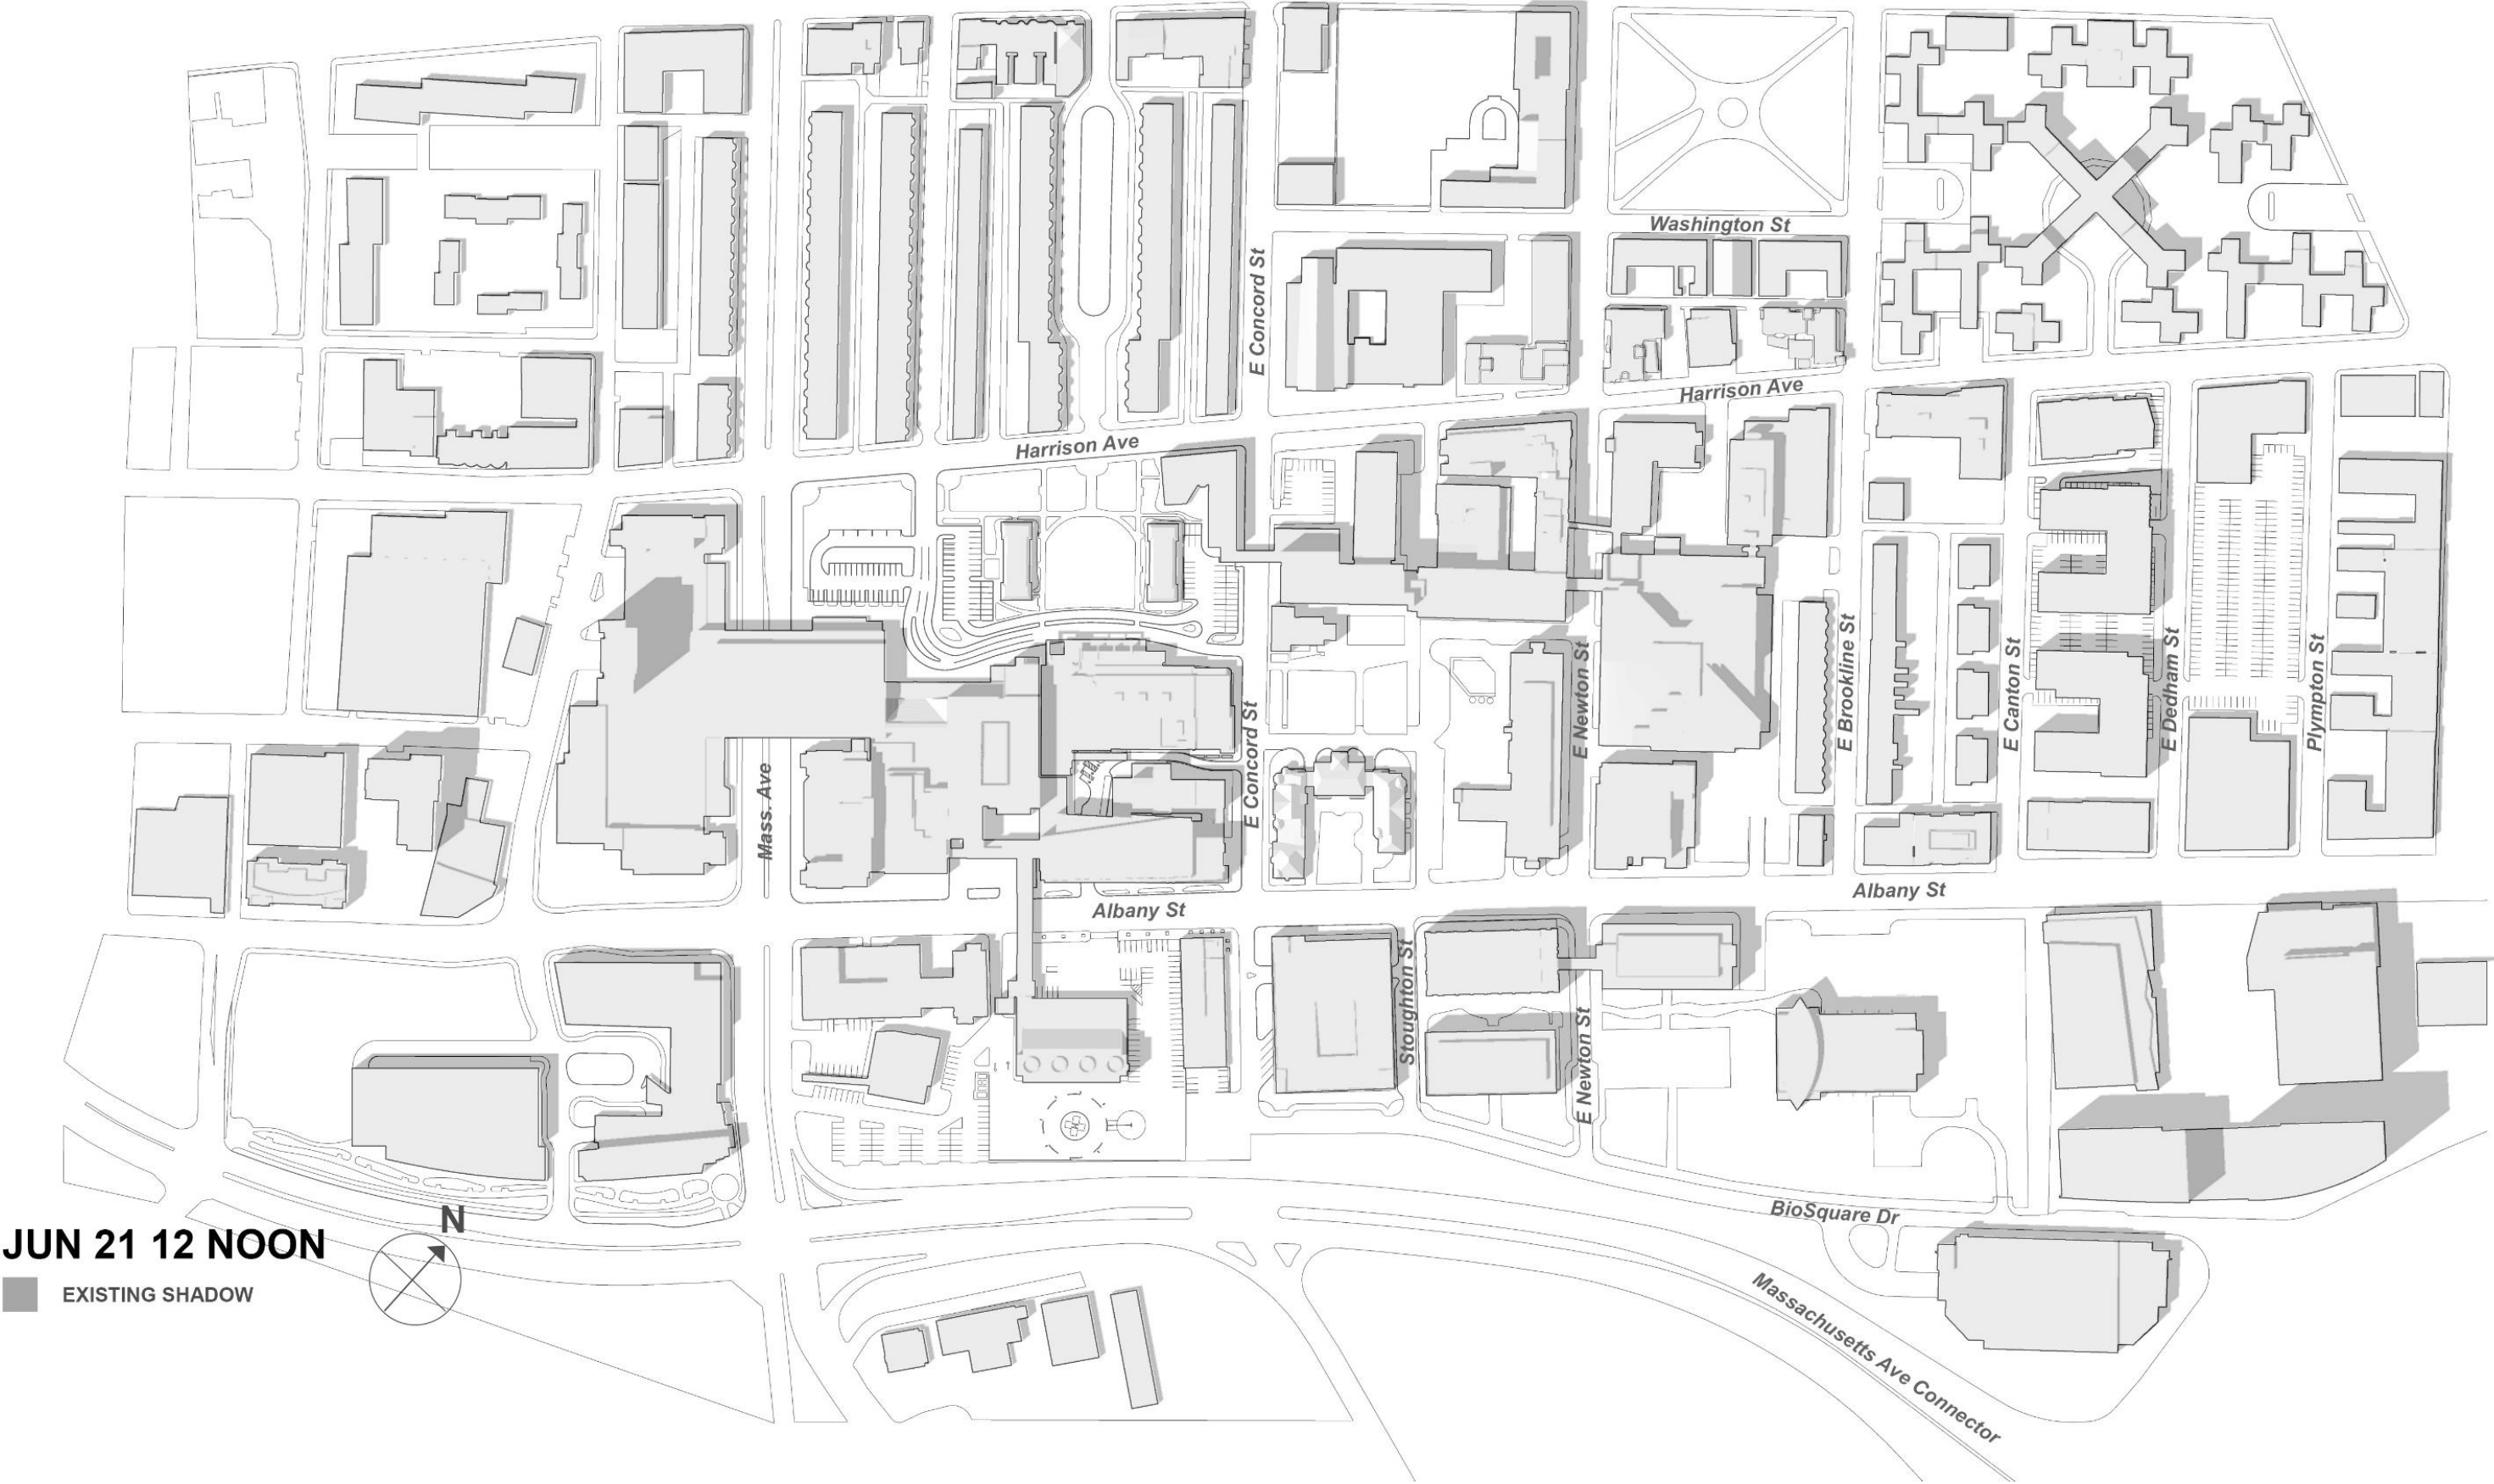 Washington St
E Concord St
Harrison Ave
Harrison Ave
E Newton St
E Brookline St
E Canton St
E Dedham St
Plympton St
Mass. Ave
E Concord St
Albany St
Albany St
Stoughton St
E Newton St
BioSquare Dr
Massachusetts Ave Connector
N
JUN 21 12 NOON
EXISTING SHADOW